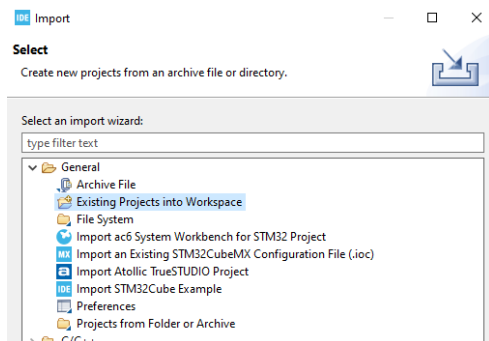 IDE Import
Select
Create new projects from an archive file or directory.
Select an import wizard:
type filter text
General
Archive File
Existing Projects into Workspace
File System
Import ac6 System Workbench for STM32 Project
MX Import an Existing STM32CubeMX Configuration File (.ioc)
Import Atollic TrueSTUDIO Project
IDE Import STM32Cube Example
Preferences
Projects from Folder or Archive